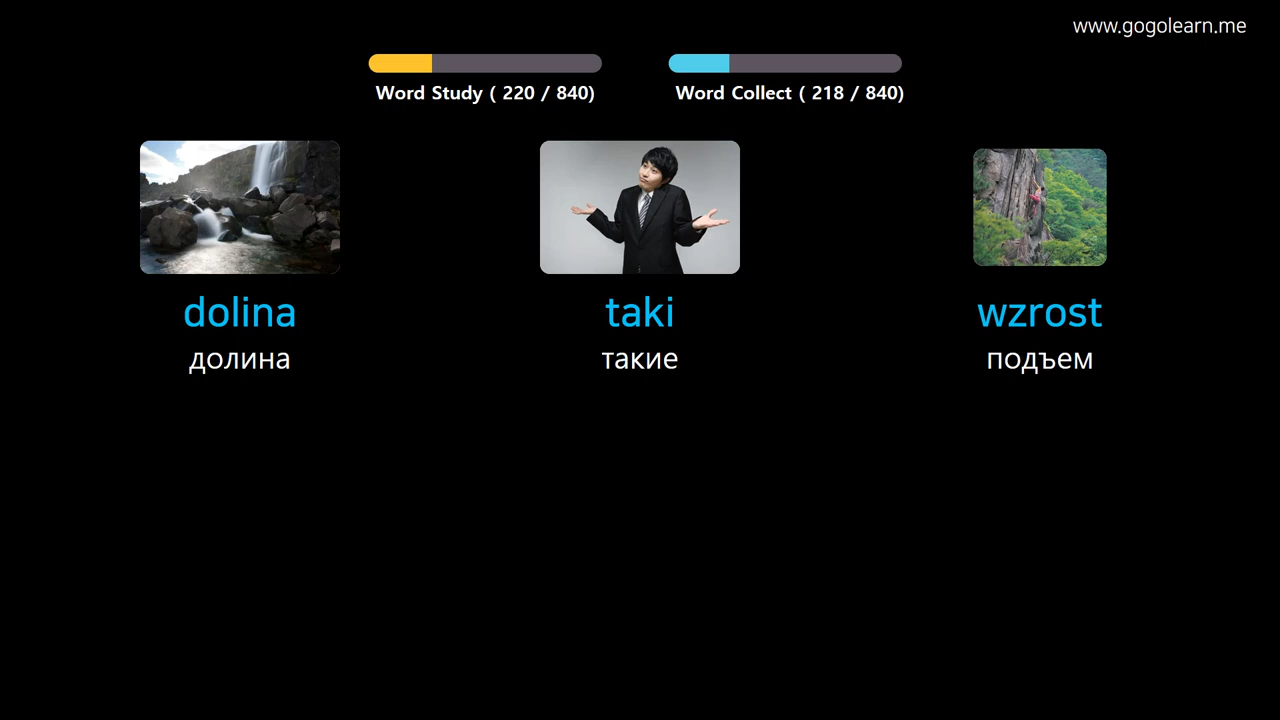 www.gogolearn.me
Word Study ( 220 / 840)
Word Collect ( 218 / 840)
dolina
taki
wzrost
долина
такие
подъем